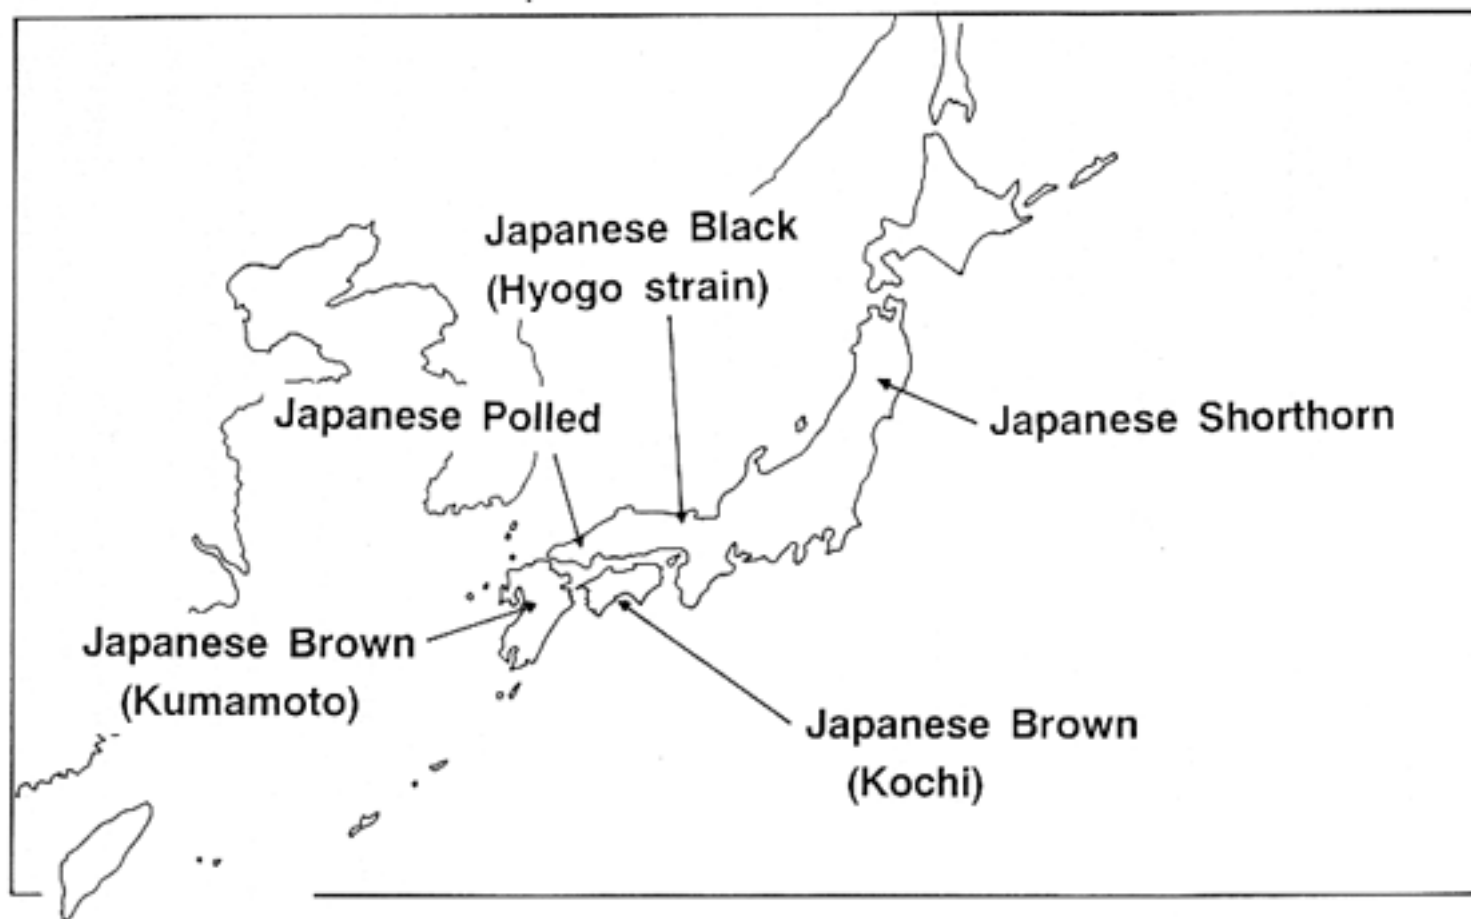 Japanese Black
(Hyogo strain)
Japanese Polled
Japanese Shorthorn
Japanese Brown
(Kumamoto)
Japanese Brown
(Kochi)